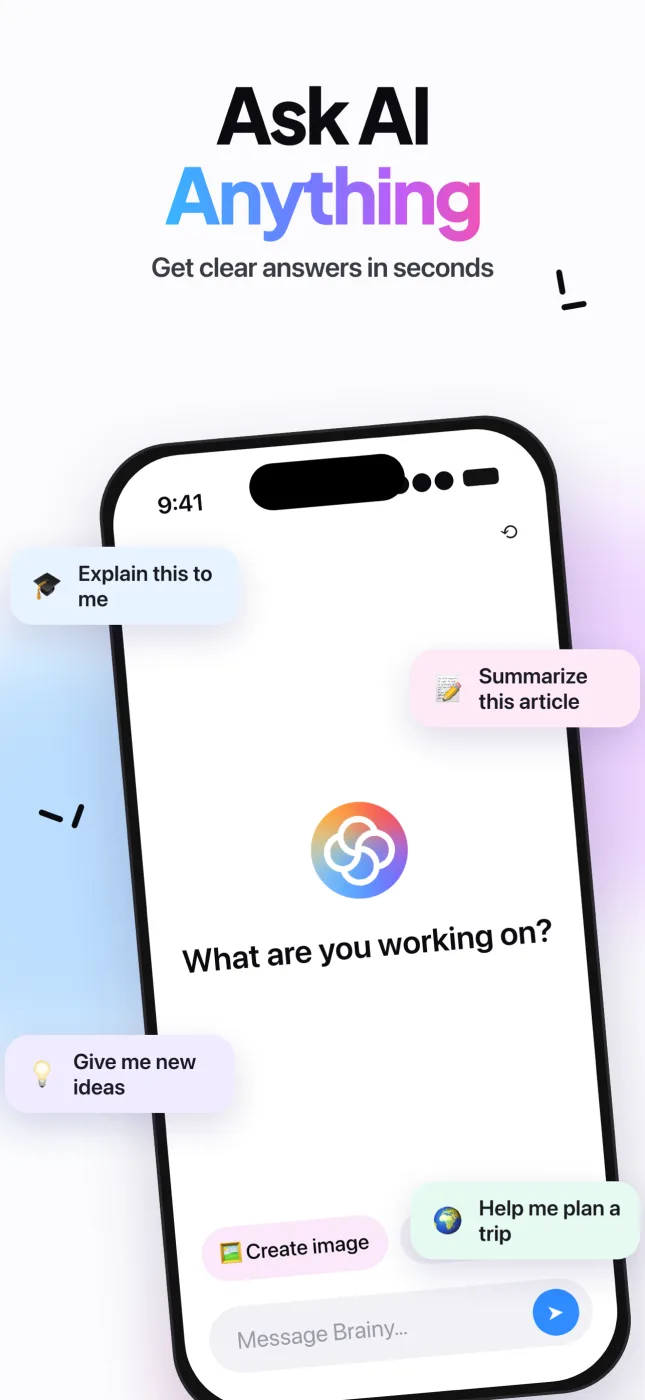 Ask AI
Anything
Get clear answers in seconds
9:41
Explain this to
me
Summarize
this article
What are you working on?
Give me new
ideas
Help me plan a
trip
Create image
Message Brainy...